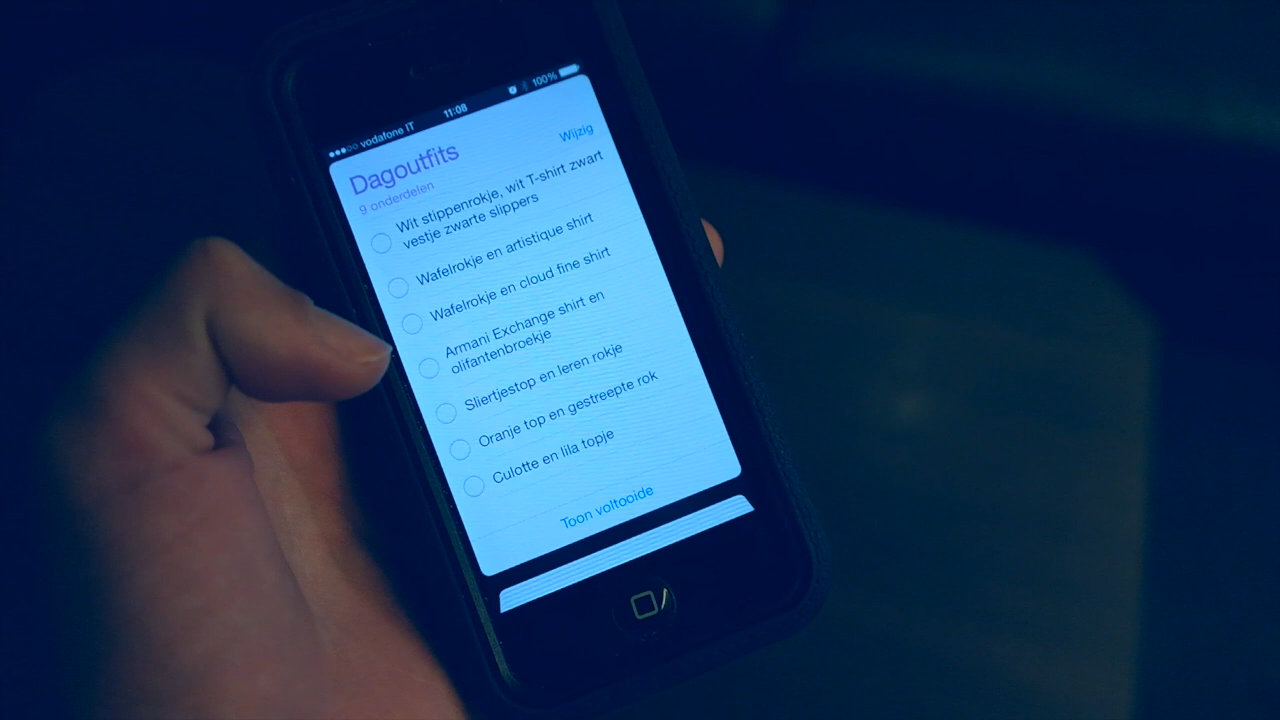 vodafone IT 11:08 100%
Wijzig
Dagoutfits
9 onderdelen
Wit stippenrokje, wit T-shirt zwart
vestje zwarte slippers
Wafelrokje en artistique shirt
Wafelrokje en cloud fine shirt
Armani Exchange shirt en
olifantenbroekje
Sliertjestop en leren rokje
Oranje top en gestreepte rok
Culotte en lila topje
Toon voltooide